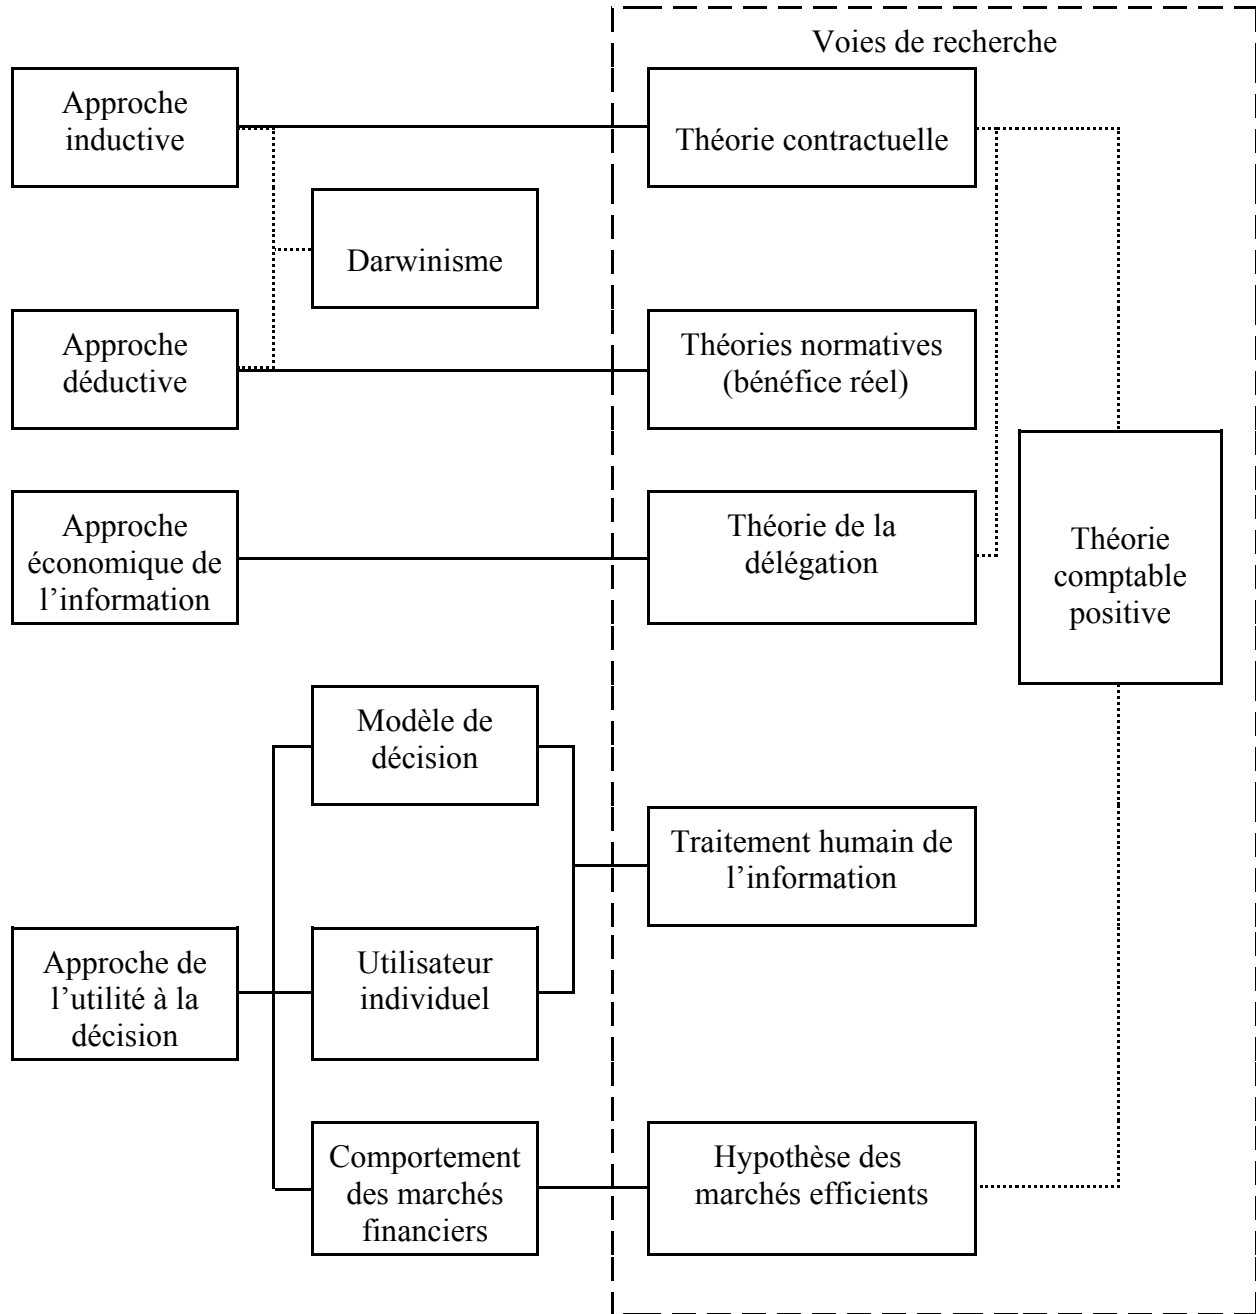 Voies de recherche
Approche
inductive
Théorie contractuelle
Darwinisme
Approche
déductive
Théories normatives
(bénéfice réel)
Approche
économique de
l’information
Théorie de la
délégation
Théorie
comptable
positive
Modèle de
décision
Traitement humain de
l’information
Approche de
l’utilité à la
décision
Utilisateur
individuel
Comportement
des marchés
financiers
Hypothèse des
marchés efficients